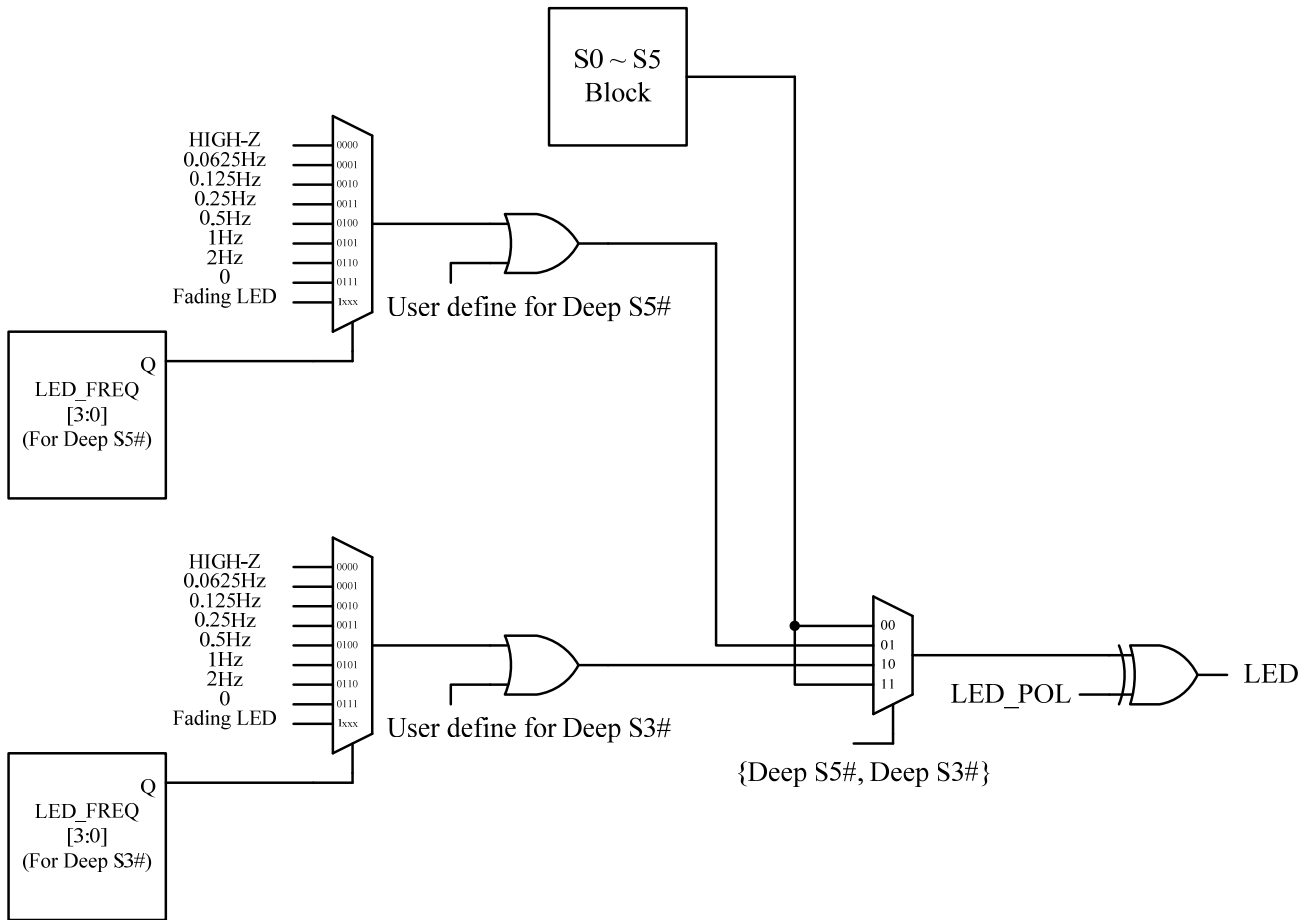 S0 ~ S5
Block
HIGH-Z
0.0625Hz
0.125Hz
0.25Hz
0.5Hz
1Hz
2Hz
0
Fading LED
0000
0001
0010
0011
0100
0101
0110
0111
1xxx
User define for Deep S5#
Q
LED_FREQ
[3:0]
(For Deep S5#)
HIGH-Z
0.0625Hz
0.125Hz
0.25Hz
0.5Hz
1Hz
2Hz
0
Fading LED
0000
0001
0010
0011
0100
0101
0110
0111
1xxx
User define for Deep S3#
Q
LED_FREQ
[3:0]
(For Deep S3#)
00
01
10
11
{Deep S5#, Deep S3#}
LED_POL
LED